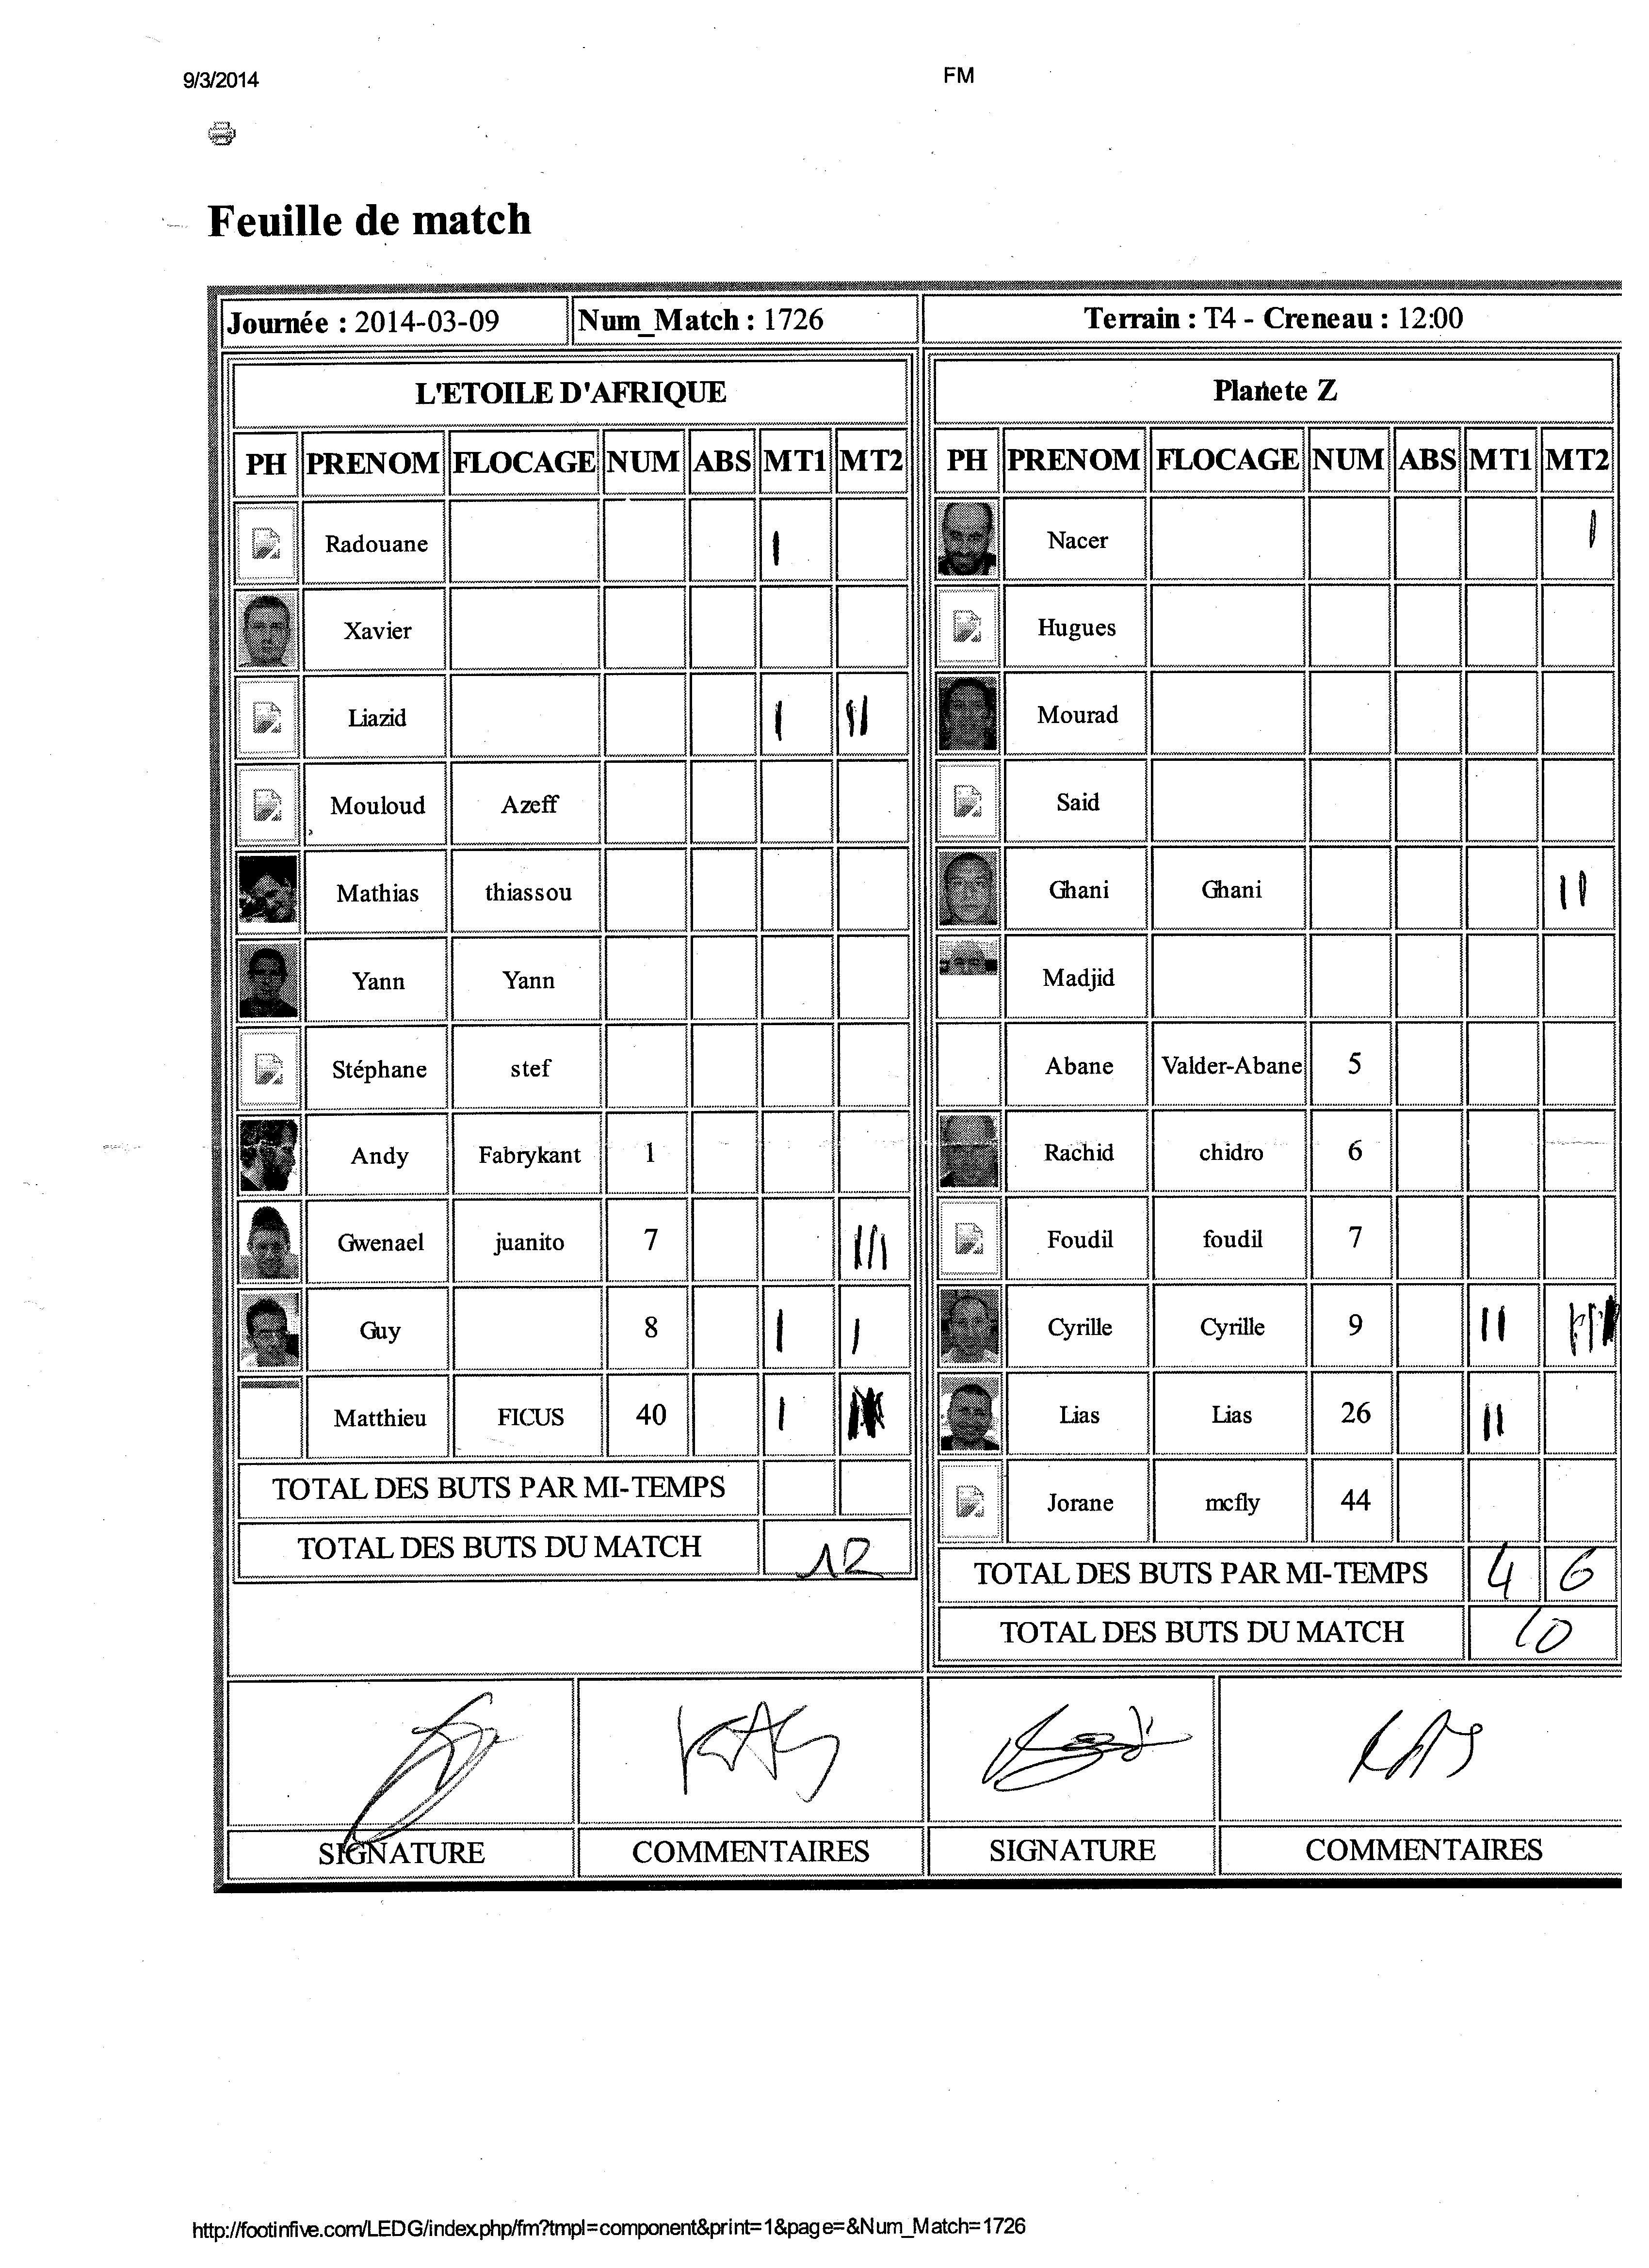 9/3/2014 FM
Feuille de match
Journée : 2014-03-09 Num_Match : 1726 Terrain : T4 - Creneau : 12:00
L'ETOILE D'AFRIQUE
PH PRENOM FLOCAGE NUM ABS MT1 MT2
Radouane I
Xavier
Liazid I II
Mouloud Azeff
Mathias thiassou
Yann Yann
Stéphane stef
Andy Fabrykant 1
Gwenael juanito 7 III
Guy 8 I I
Matthieu FICUS 40 I
TOTAL DES BUTS PAR MI-TEMPS
TOTAL DES BUTS DU MATCH 12
Planete Z
PH PRENOM FLOCAGE NUM ABS MT1 MT2
Nacer I
Hugues
Mourad
Said
Ghani Ghani II
Madjid
Abane Valder-Abane 5
Rachid chidro 6
Foudil foudil 7
Cyrille Cyrille 9 II
Lias Lias 26 II
Jorane mcfly 44
TOTAL DES BUTS PAR MI-TEMPS 4 6
TOTAL DES BUTS DU MATCH 10
RAS RAS
SIGNATURE COMMENTAIRES SIGNATURE COMMENTAIRES
http://footinfive.com/LEDG/index.php/fm?tmpl=component&print=1&page=&Num_Match=1726